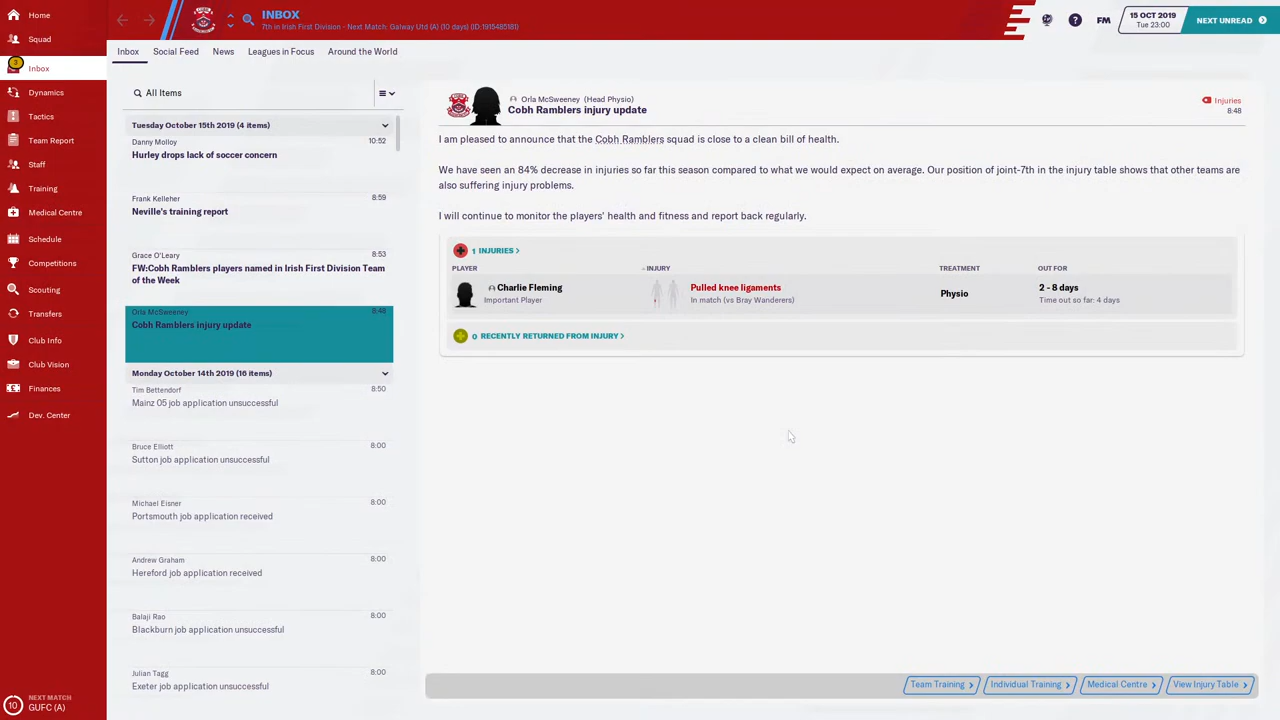 Home
Squad
3
Inbox
Dynamics
Tactics
Team Report
Staff
Training
Medical Centre
Schedule
Competitions
Scouting
Transfers
Club Info
Club Vision
Finances
Dev. Center
10
NEXT MATCH
GUFC (A)
INBOX
7th in Irish First Division - Next Match: Galway Utd (A) (10 days) (ID:1915485181)
?
FM
15 OCT 2019
Tue 23:00
NEXT UNREAD
Inbox
Social Feed
News
Leagues in Focus
Around the World
All Items
Tuesday October 15th 2019 (4 items)
Danny Molloy
10:52
Hurley drops lack of soccer concern
Frank Kelleher
8:59
Neville's training report
Grace O'Leary
8:53
FW:Cobh Ramblers players named in Irish First Division Team
of the Week
Orla McSweeney
8:48
Cobh Ramblers injury update
Monday October 14th 2019 (16 items)
Tim Bettendorf
8:50
Mainz 05 job application unsuccessful
Bruce Elliott
8:00
Sutton job application unsuccessful
Michael Eisner
8:00
Portsmouth job application received
Andrew Graham
8:00
Hereford job application received
Balaji Rao
8:00
Blackburn job application unsuccessful
Julian Tagg
8:00
Exeter job application unsuccessful
Orla McSweeney (Head Physio)
Cobh Ramblers injury update
Injuries
8:48
I am pleased to announce that the Cobh Ramblers squad is close to a clean bill of health.
We have seen an 84% decrease in injuries so far this season compared to what we would expect on average. Our position of joint-7th in the injury table shows that other teams are
also suffering injury problems.
I will continue to monitor the players' health and fitness and report back regularly.
1 INJURIES >
PLAYER
INJURY
TREATMENT
OUT FOR
Charlie Fleming
Important Player
Pulled knee ligaments
In match (vs Bray Wanderers)
Physio
2 - 8 days
Time out so far: 4 days
0 RECENTLY RETURNED FROM INJURY >
Team Training >
Individual Training >
Medical Centre >
View Injury Table >